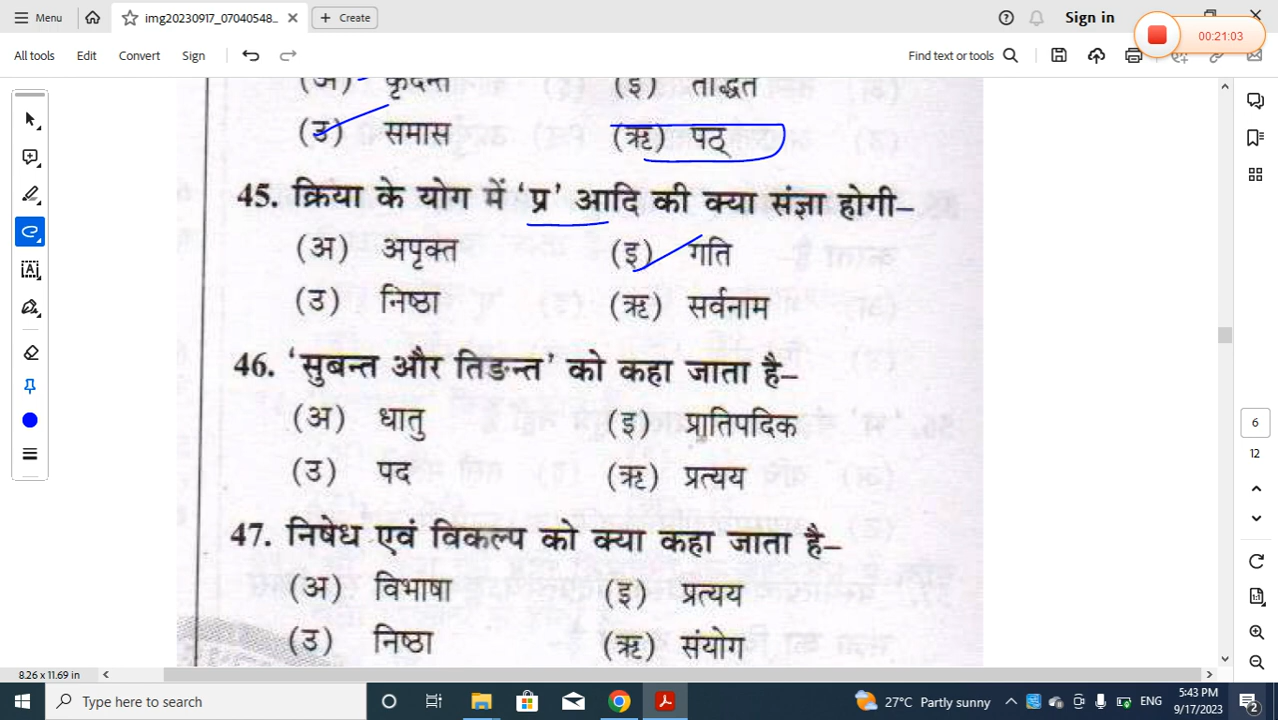 Menu
img20230917_07040548...
Create
Sign in
00:21:03
All tools Edit Convert Sign
Find text or tools
(अ) कृदन्त (इ) तद्धित
(उ) समास (ऋ) पठ्
45. क्रिया के योग में ‘प्र’ आदि की क्या संज्ञा होगी–
(अ) अपृक्त (इ) गति
(उ) निष्ठा (ऋ) सर्वनाम
46. ‘सुबन्त और तिङन्त’ को कहा जाता है–
(अ) धातु (इ) प्रातिपदिक
(उ) पद (ऋ) प्रत्यय
47. निषेध एवं विकल्प को क्या कहा जाता है–
(अ) विभाषा (इ) प्रत्यय
(उ) निष्ठा (ऋ) संयोग
6
12
8.26 x 11.69 in
Type here to search
27°C Partly sunny
ENG
5:43 PM
9/17/2023
2